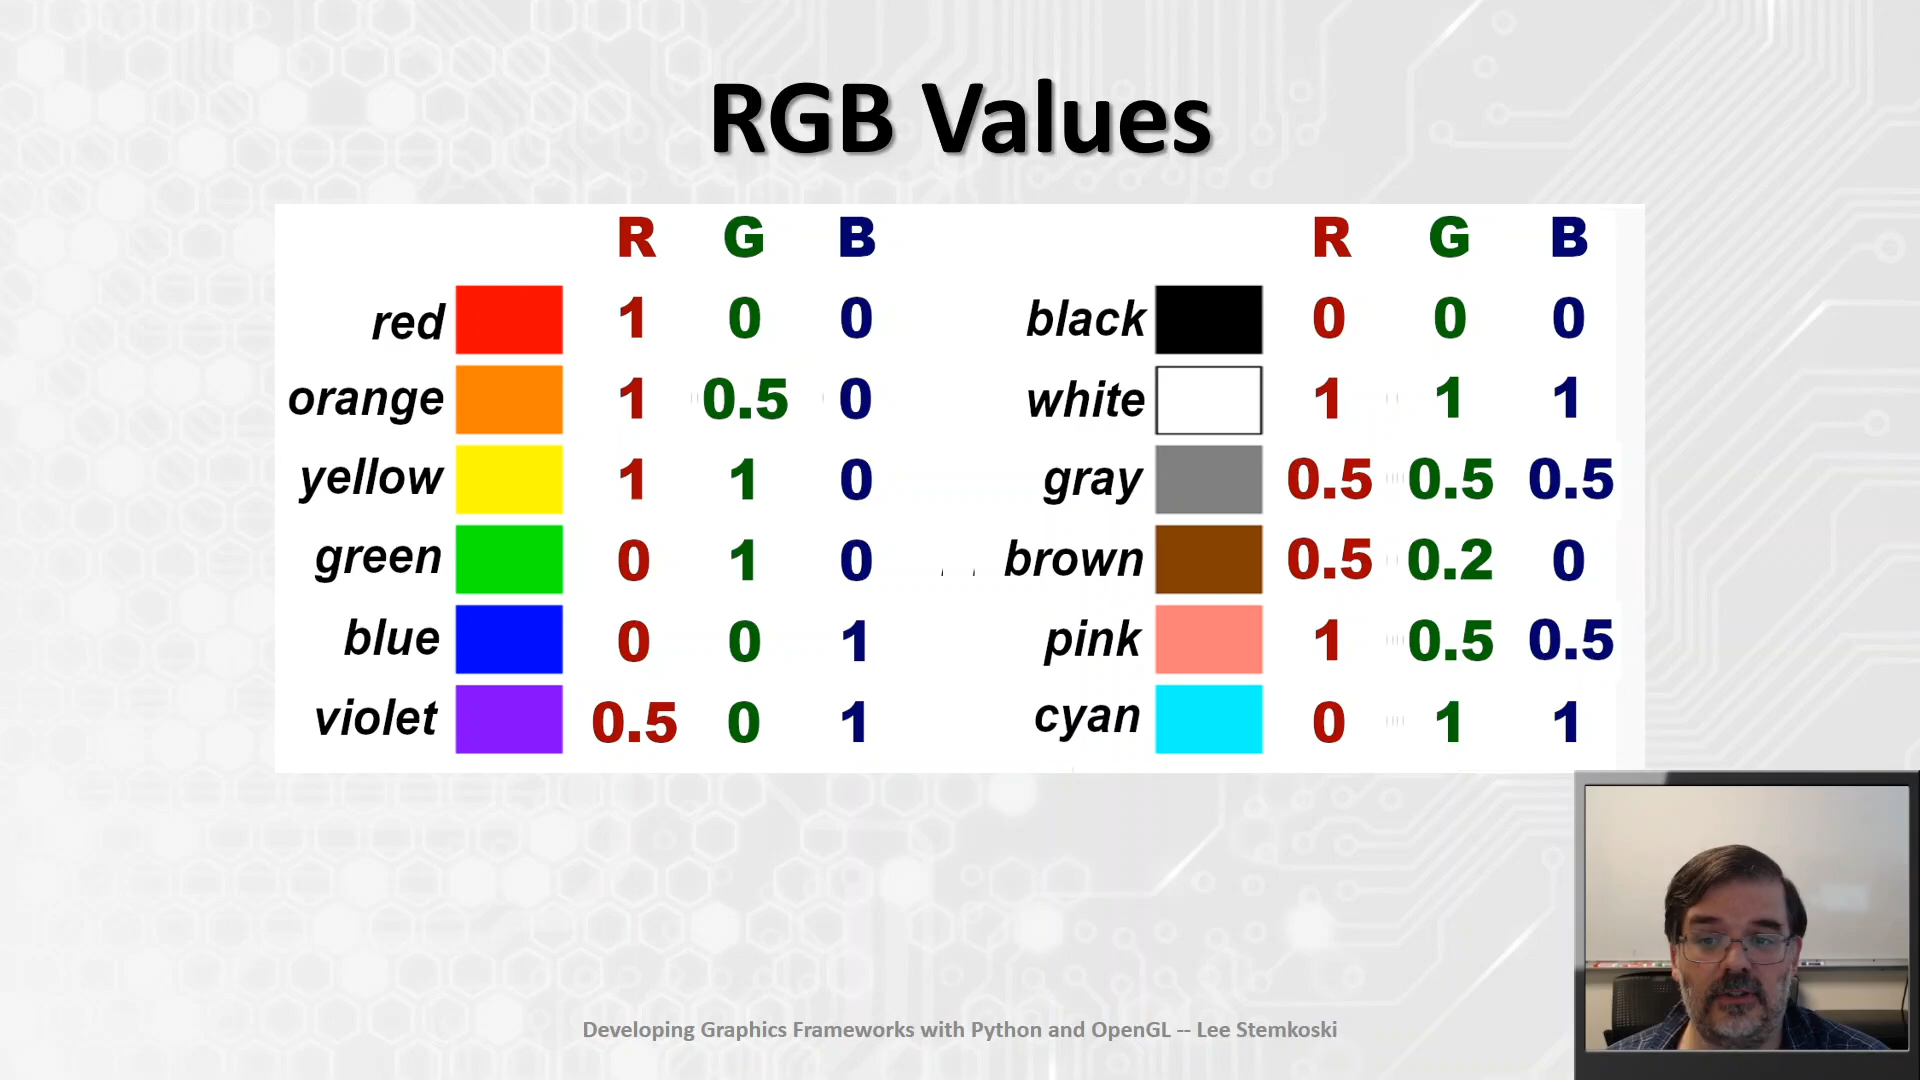 RGB Values
R G B
red 1 0 0
orange 1 0.5 0
yellow 1 1 0
green 0 1 0
blue 0 0 1
violet 0.5 0 1
R G B
black 0 0 0
white 1 1 1
gray 0.5 0.5 0.5
brown 0.5 0.2 0
pink 1 0.5 0.5
cyan 0 1 1
Developing Graphics Frameworks with Python and OpenGL -- Lee Stemkoski